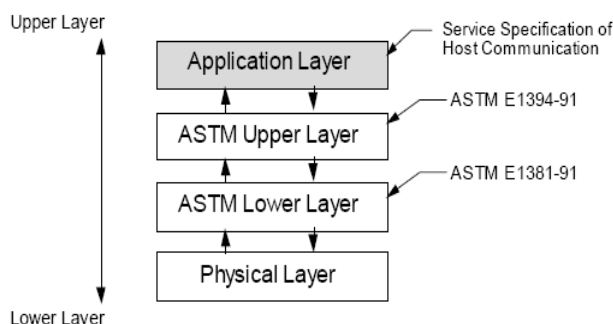 Upper Layer
Service Specification of
Host Communication
Application Layer
ASTM E1394-91
ASTM Upper Layer
ASTM E1381-91
ASTM Lower Layer
Physical Layer
Lower Layer